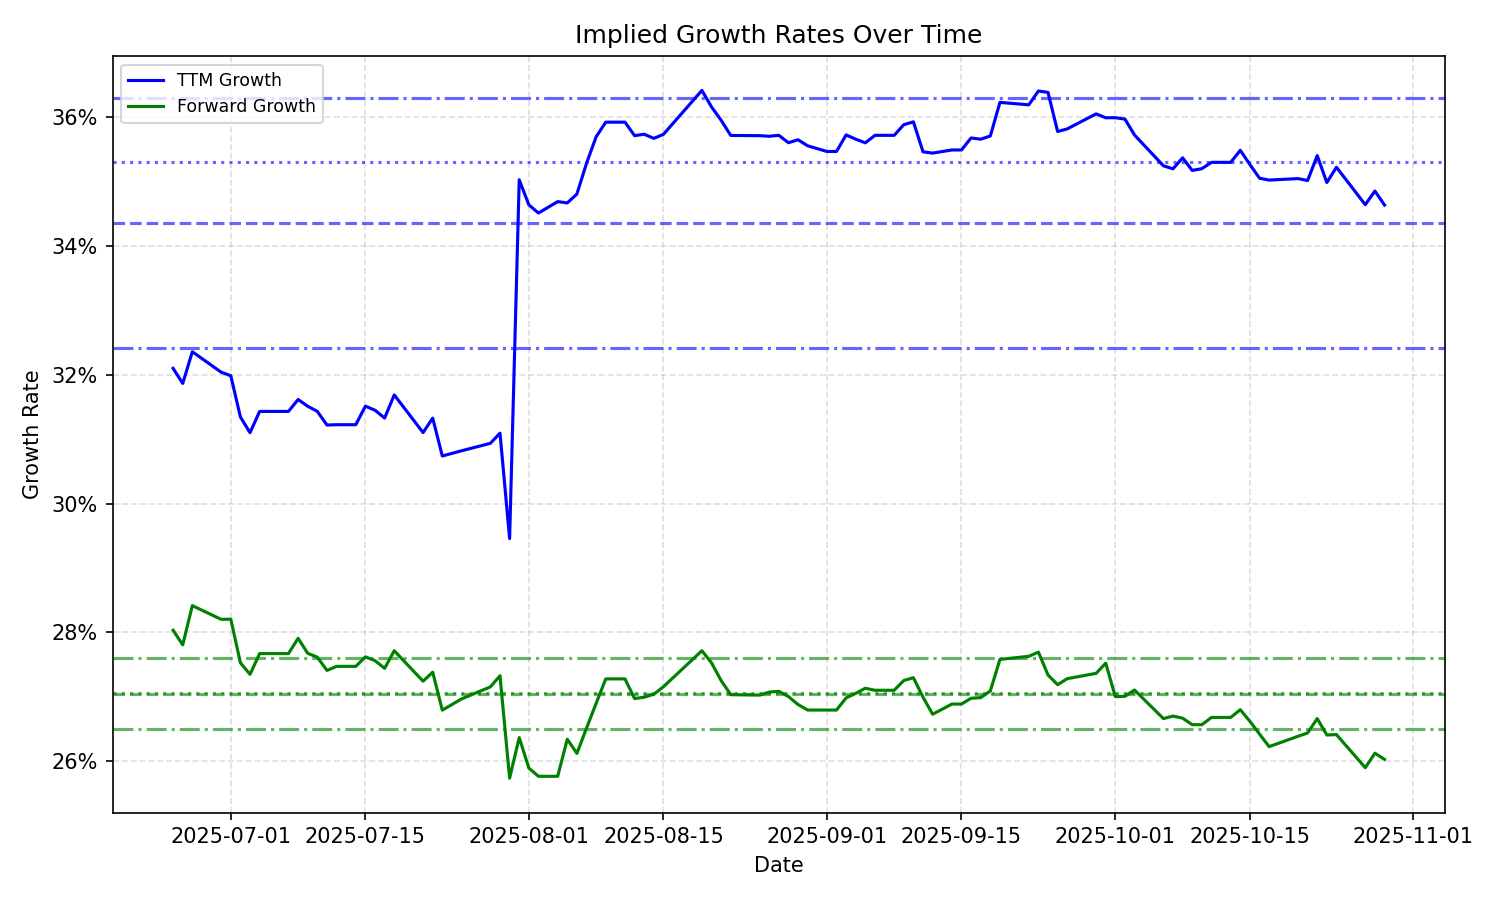 Implied Growth Rates Over Time
TTM Growth
Forward Growth
36%
34%
32%
30%
28%
26%
Growth Rate
2025-07-01 2025-07-15 2025-08-01 2025-08-15 2025-09-01 2025-09-15 2025-10-01 2025-10-15 2025-11-01
Date